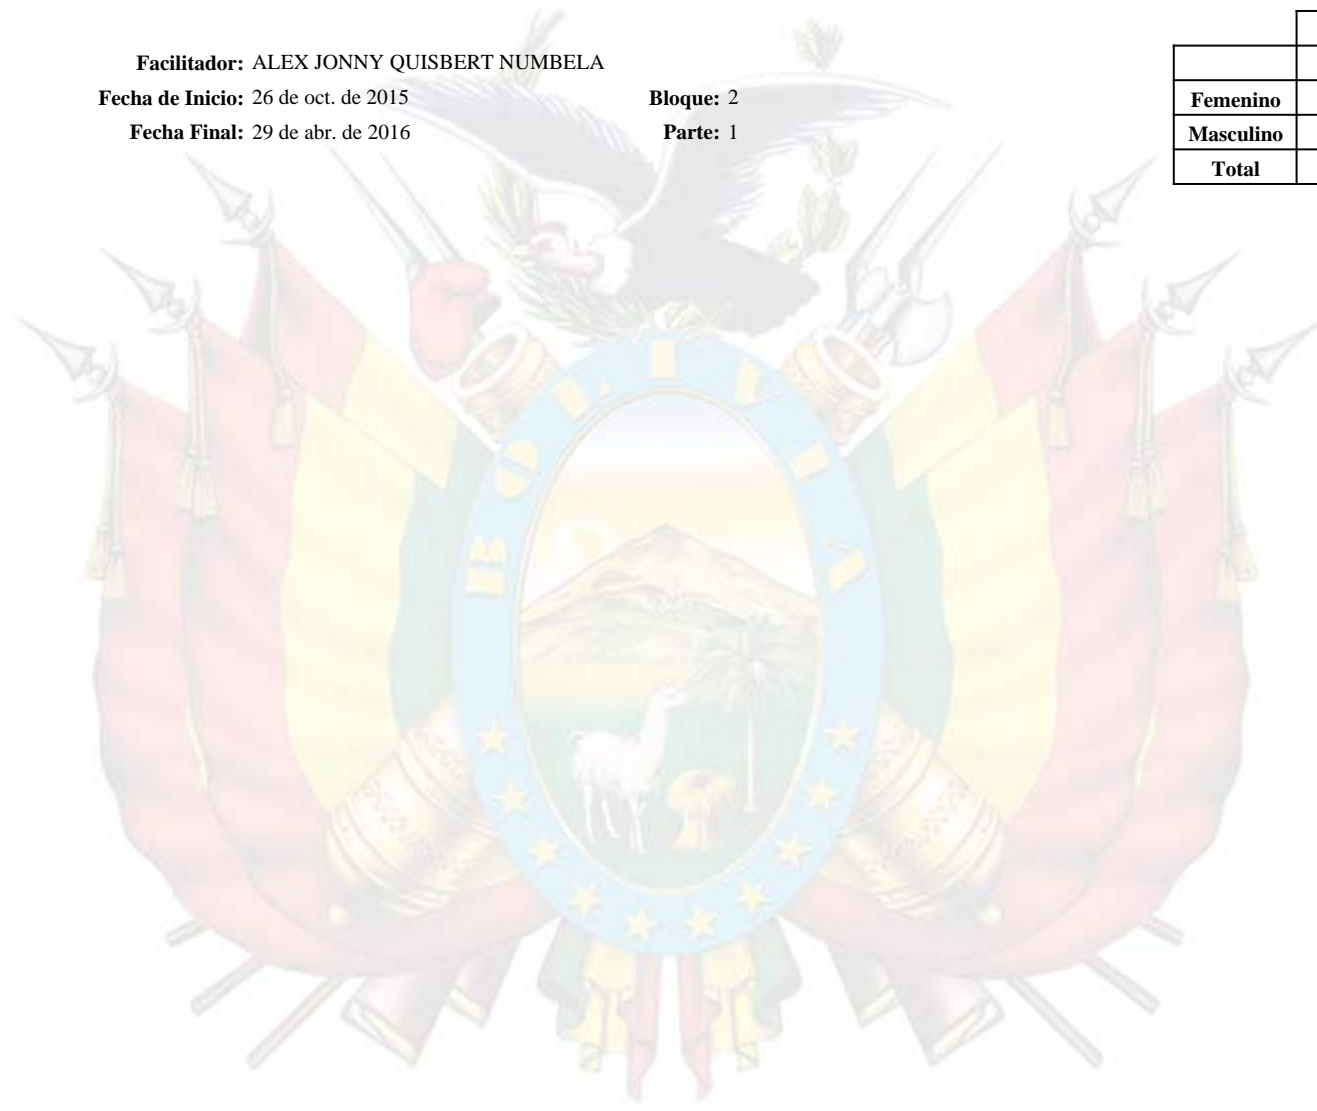 Facilitador: ALEX JONNY QUISBERT NUMBELA
Fecha de Inicio: 26 de oct. de 2015 Bloque: 2
Fecha Final: 29 de abr. de 2016 Parte: 1
Femenino
Masculino
Total
BOLIVIA